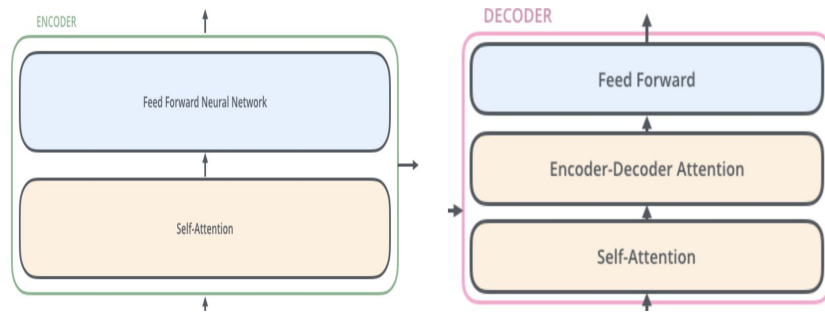 ENCODER
Feed Forward Neural Network
Self-Attention
DECODER
Feed Forward
Encoder-Decoder Attention
Self-Attention